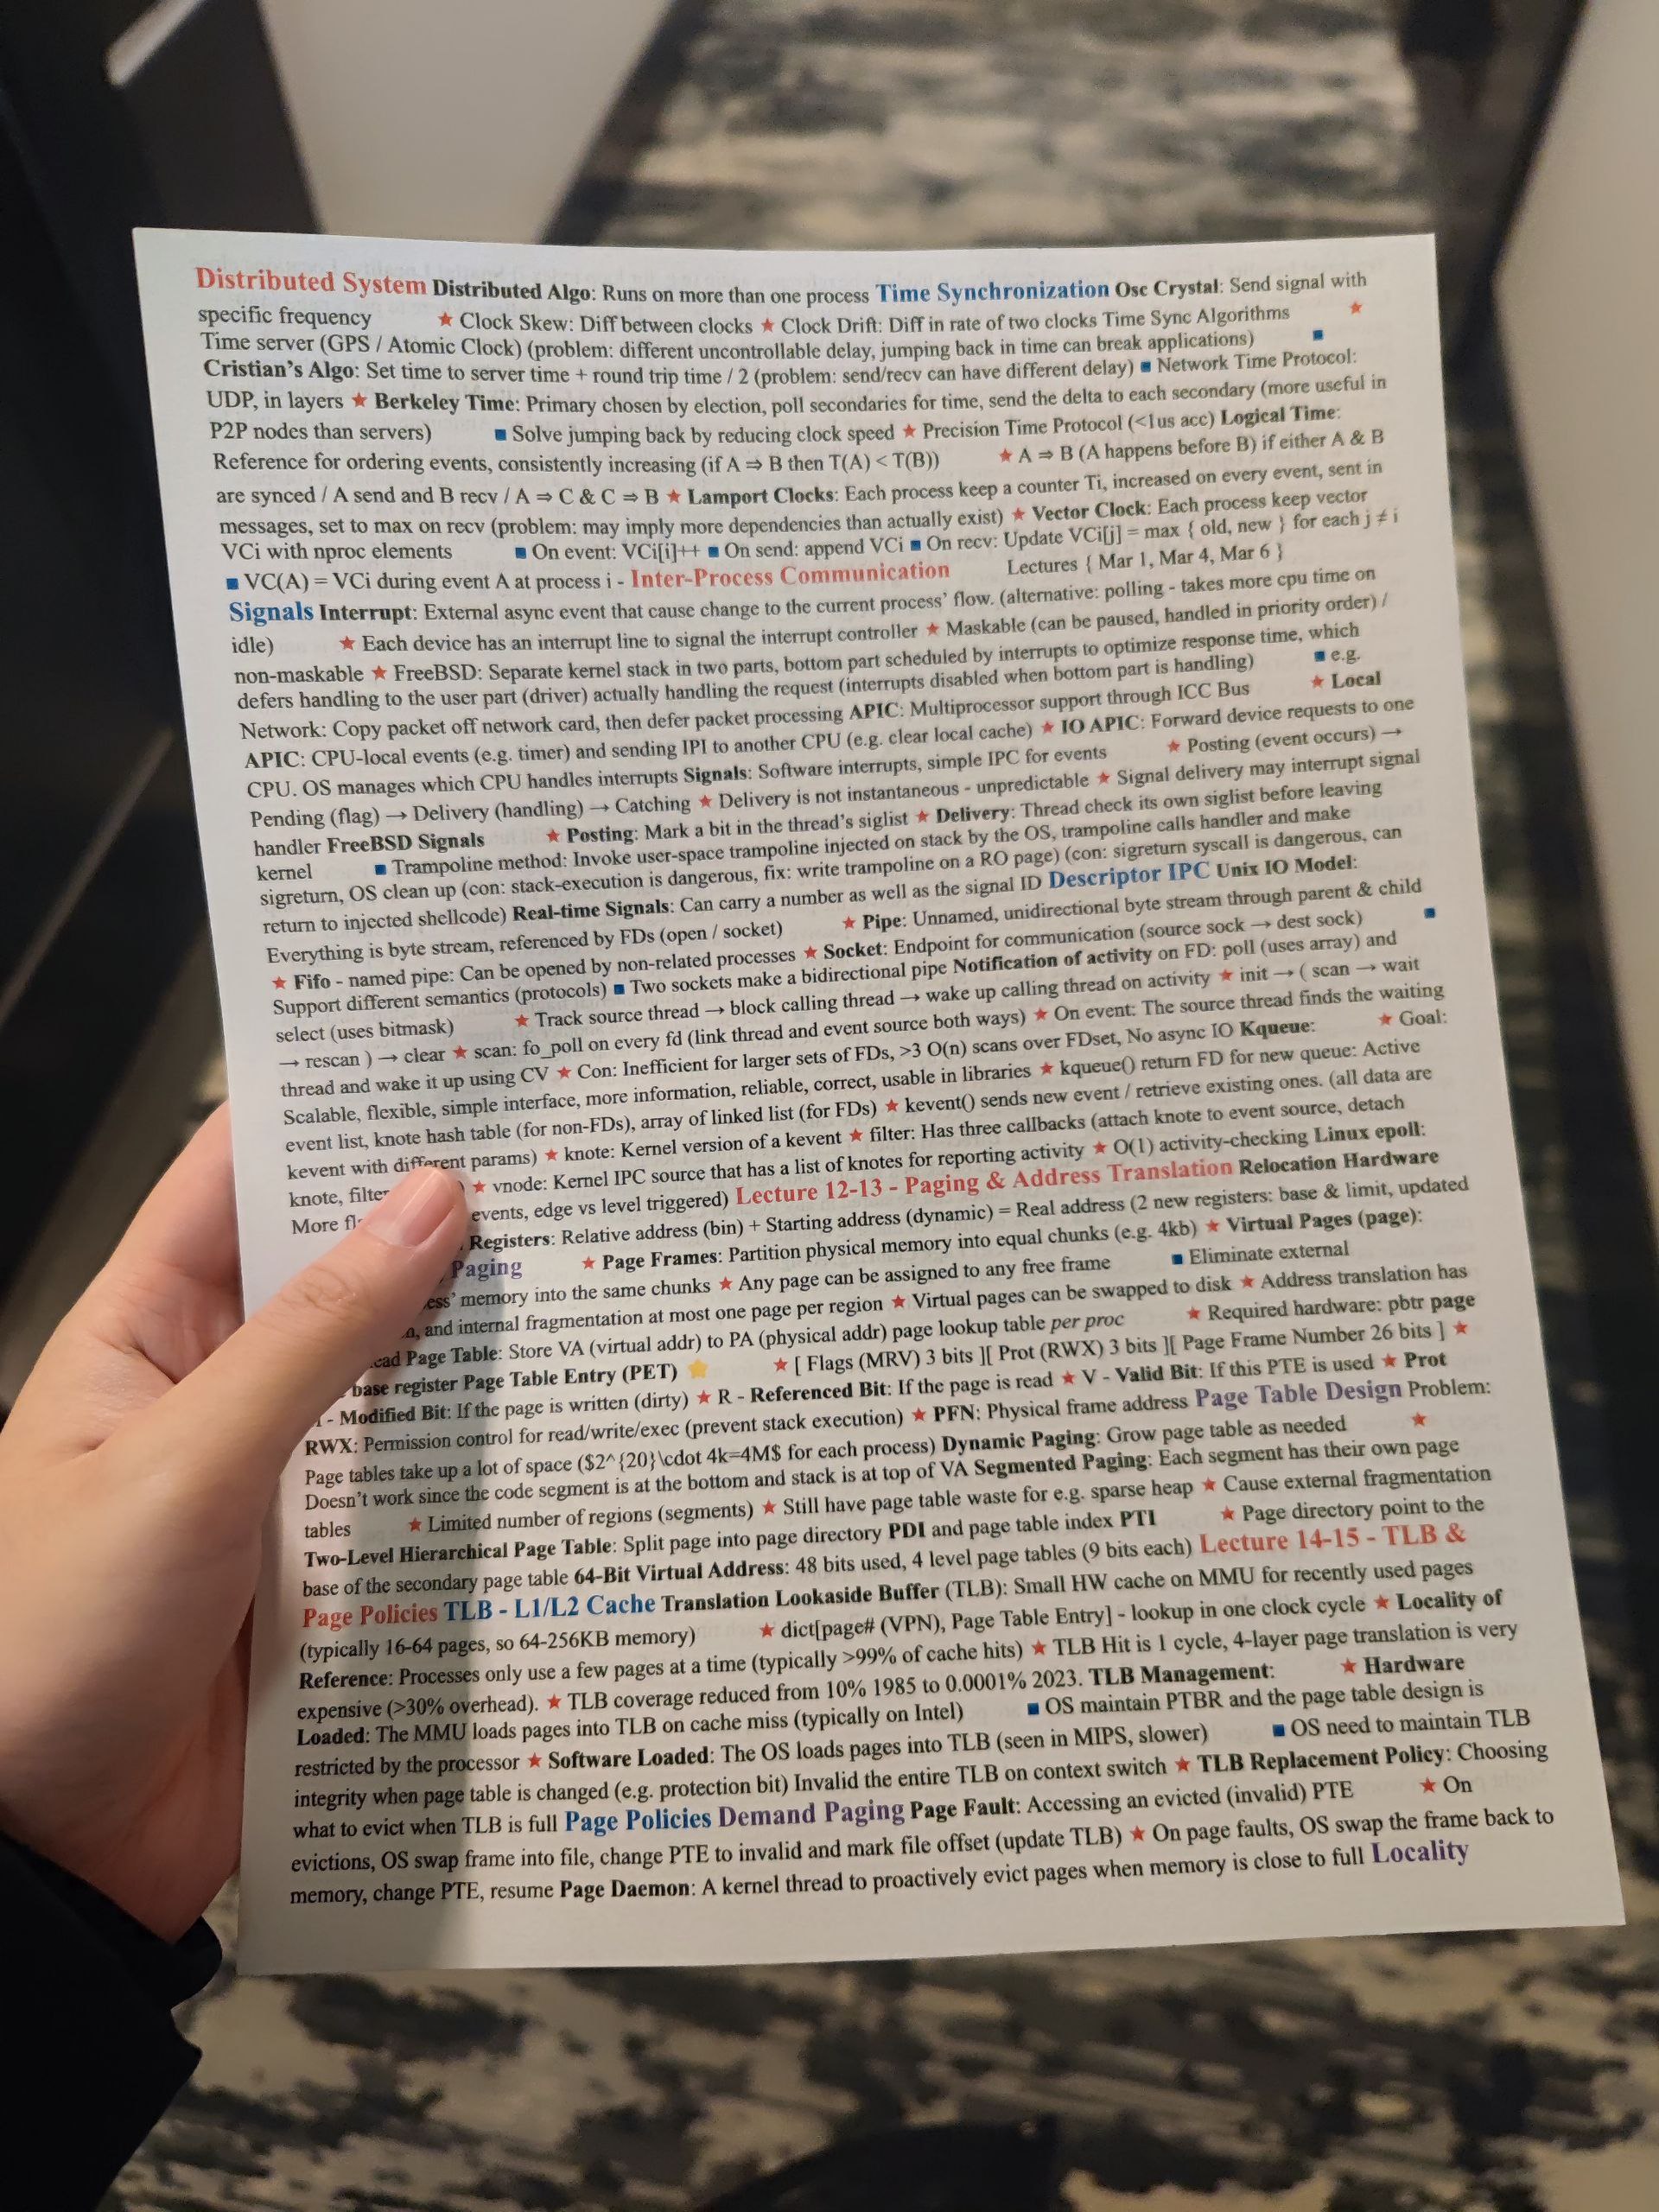 Distributed System Distributed Algo: Runs on more than one process Time Synchronization Osc Crystal: Send signal with
specific frequency ★ Clock Skew: Diff between clocks ★ Clock Drift: Diff in rate of two clocks Time Sync Algorithms ★
Time server (GPS / Atomic Clock) (problem: different uncontrollable delay, jumping back in time can break applications) ■
Cristian's Algo: Set time to server time + round trip time / 2 (problem: send/recv can have different delay) ■ Network Time Protocol:
UDP, in layers ★ Berkeley Time: Primary chosen by election, poll secondaries for time, send the delta to each secondary (more useful in
P2P nodes than servers) ■ Solve jumping back by reducing clock speed ★ Precision Time Protocol (<1us acc) Logical Time:
Reference for ordering events, consistently increasing (if A ⇒ B then T(A) < T(B)) ★ A ⇒ B (A happens before B) if either A & B
are synced / A send and B recv / A ⇒ C & C ⇒ B ★ Lamport Clocks: Each process keep a counter Ti, increased on every event, sent in
messages, set to max on recv (problem: may imply more dependencies than actually exist) ★ Vector Clock: Each process keep vector
VCi with nproc elements ■ On event: VCi[i]++ ■ On send: append VCi ■ On recv: Update VCi[j] = max { old, new } for each j ≠ i
■ VC(A) = VCi during event A at process i - Inter-Process Communication Lectures { Mar 1, Mar 4, Mar 6 }
Signals Interrupt: External async event that cause change to the current process' flow. (alternative: polling - takes more cpu time on
idle) ★ Each device has an interrupt line to signal the interrupt controller ★ Maskable (can be paused, handled in priority order) /
non-maskable ★ FreeBSD: Separate kernel stack in two parts, bottom part scheduled by interrupts to optimize response time, which
defers handling to the user part (driver) actually handling the request (interrupts disabled when bottom part is handling) ■ e.g.
Network: Copy packet off network card, then defer packet processing APIC: Multiprocessor support through ICC Bus ★ Local
APIC: CPU-local events (e.g. timer) and sending IPI to another CPU (e.g. clear local cache) ★ IO APIC: Forward device requests to one
CPU. OS manages which CPU handles interrupts Signals: Software interrupts, simple IPC for events ★ Posting (event occurs) →
Pending (flag) → Delivery (handling) → Catching ★ Delivery is not instantaneous - unpredictable ★ Signal delivery may interrupt signal
handler FreeBSD Signals ★ Posting: Mark a bit in the thread's siglist ★ Delivery: Thread check its own siglist before leaving
kernel ■ Trampoline method: Invoke user-space trampoline injected on stack by the OS, trampoline calls handler and make
sigreturn, OS clean up (con: stack-execution is dangerous, fix: write trampoline on a RO page) (con: sigreturn syscall is dangerous, can
return to injected shellcode) Real-time Signals: Can carry a number as well as the signal ID Descriptor IPC Unix IO Model:
Everything is byte stream, referenced by FDs (open / socket) ★ Pipe: Unnamed, unidirectional byte stream through parent & child
★ Fifo - named pipe: Can be opened by non-related processes ★ Socket: Endpoint for communication (source sock → dest sock) ■
Support different semantics (protocols) ■ Two sockets make a bidirectional pipe Notification of activity on FD: poll (uses array) and
select (uses bitmask) ★ Track source thread → block calling thread → wake up calling thread on activity ★ init → ( scan → wait
→ rescan ) → clear ★ scan: fo_poll on every fd (link thread and event source both ways) ★ On event: The source thread finds the waiting
thread and wake it up using CV ★ Con: Inefficient for larger sets of FDs, >3 O(n) scans over FDset, No async IO Kqueue: ★ Goal:
Scalable, flexible, simple interface, more information, reliable, correct, usable in libraries ★ kqueue() return FD for new queue: Active
event list, knote hash table (for non-FDs), array of linked list (for FDs) ★ kevent() sends new event / retrieve existing ones. (all data are
kevent with different params) ★ knote: Kernel version of a kevent ★ filter: Has three callbacks (attach knote to event source, detach
knote, filter ) ★ vnode: Kernel IPC source that has a list of knotes for reporting activity ★ O(1) activity-checking Linux epoll:
More events, edge vs level triggered) Lecture 12-13 - Paging & Address Translation Relocation Hardware
Registers: Relative address (bin) + Starting address (dynamic) = Real address (2 new registers: base & limit, updated
Paging ★ Page Frames: Partition physical memory into equal chunks (e.g. 4kb) ★ Virtual Pages (page):
memory into the same chunks ★ Any page can be assigned to any free frame ■ Eliminate external
and internal fragmentation at most one page per region ★ Virtual pages can be swapped to disk ★ Address translation has
Page Table: Store VA (virtual addr) to PA (physical addr) page lookup table per proc ★ Required hardware: pbtr page
base register Page Table Entry (PET) ⭐ ★ [ Flags (MRV) 3 bits ][ Prot (RWX) 3 bits ][ Page Frame Number 26 bits ] ★
- Modified Bit: If the page is written (dirty) ★ R - Referenced Bit: If the page is read ★ V - Valid Bit: If this PTE is used ★ Prot
RWX: Permission control for read/write/exec (prevent stack execution) ★ PFN: Physical frame address Page Table Design Problem:
Page tables take up a lot of space ($2^{20}\cdot 4k=4M$ for each process) Dynamic Paging: Grow page table as needed ★
Doesn't work since the code segment is at the bottom and stack is at top of VA Segmented Paging: Each segment has their own page
tables ★ Limited number of regions (segments) ★ Still have page table waste for e.g. sparse heap ★ Cause external fragmentation
Two-Level Hierarchical Page Table: Split page into page directory PDI and page table index PTI ★ Page directory point to the
base of the secondary page table 64-Bit Virtual Address: 48 bits used, 4 level page tables (9 bits each) Lecture 14-15 - TLB &
Page Policies TLB - L1/L2 Cache Translation Lookaside Buffer (TLB): Small HW cache on MMU for recently used pages
(typically 16-64 pages, so 64-256KB memory) ★ dict[page# (VPN), Page Table Entry] - lookup in one clock cycle ★ Locality of
Reference: Processes only use a few pages at a time (typically >99% of cache hits) ★ TLB Hit is 1 cycle, 4-layer page translation is very
expensive (>30% overhead). ★ TLB coverage reduced from 10% 1985 to 0.0001% 2023. TLB Management: ★ Hardware
Loaded: The MMU loads pages into TLB on cache miss (typically on Intel) ■ OS maintain PTBR and the page table design is
restricted by the processor ★ Software Loaded: The OS loads pages into TLB (seen in MIPS, slower) ■ OS need to maintain TLB
integrity when page table is changed (e.g. protection bit) Invalid the entire TLB on context switch ★ TLB Replacement Policy: Choosing
what to evict when TLB is full Page Policies Demand Paging Page Fault: Accessing an evicted (invalid) PTE ★ On
evictions, OS swap frame into file, change PTE to invalid and mark file offset (update TLB) ★ On page faults, OS swap the frame back to
memory, change PTE, resume Page Daemon: A kernel thread to proactively evict pages when memory is close to full Locality